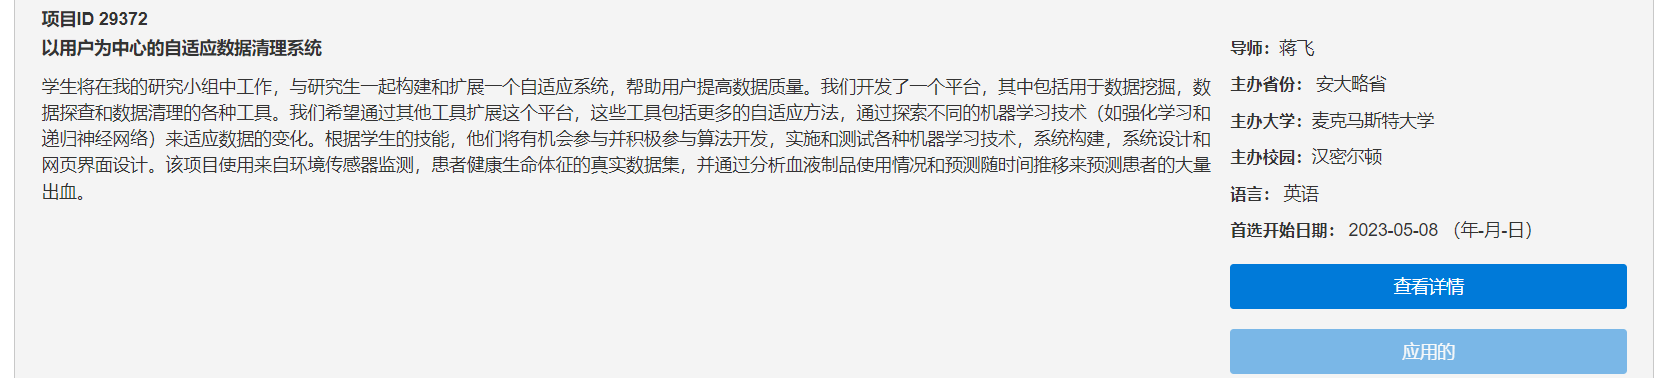 项目ID 29372
以用户为中心的自适应数据清理系统
学生将在我的研究小组中工作，与研究生一起构建和扩展一个自适应系统，帮助用户提高数据质量。我们开发了一个平台，其中包括用于数据挖掘，数
据探查和数据清理的各种工具。我们希望通过其他工具扩展这个平台，这些工具包括更多的自适应方法，通过探索不同的机器学习技术（如强化学习和
递归神经网络）来适应数据的变化。根据学生的技能，他们将有机会参与并积极参与算法开发，实施和测试各种机器学习技术，系统构建，系统设计和
网页界面设计。该项目使用来自环境传感器监测，患者健康生命体征的真实数据集，并通过分析血液制品使用情况和预测随时间推移来预测患者的大量
出血。
导师：蒋飞
主办省份： 安大略省
主办大学：麦克马斯特大学
主办校园：汉密尔顿
语言： 英语
首选开始日期： 2023-05-08 （年-月-日）
查看详情
应用的